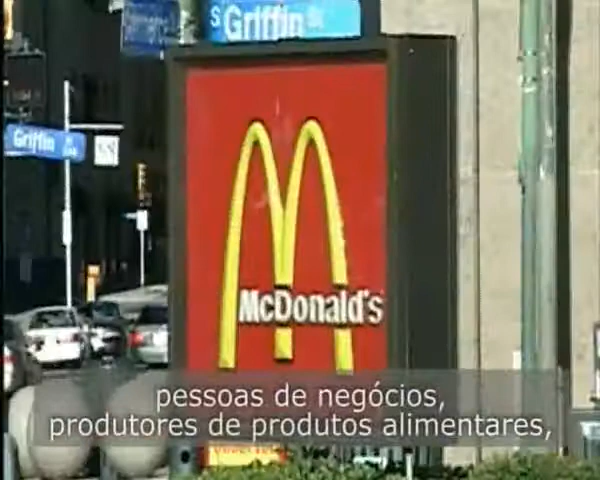 S Griffin St
Griffin
McDonald's
pessoas de negócios,
produtores de produtos alimentares,